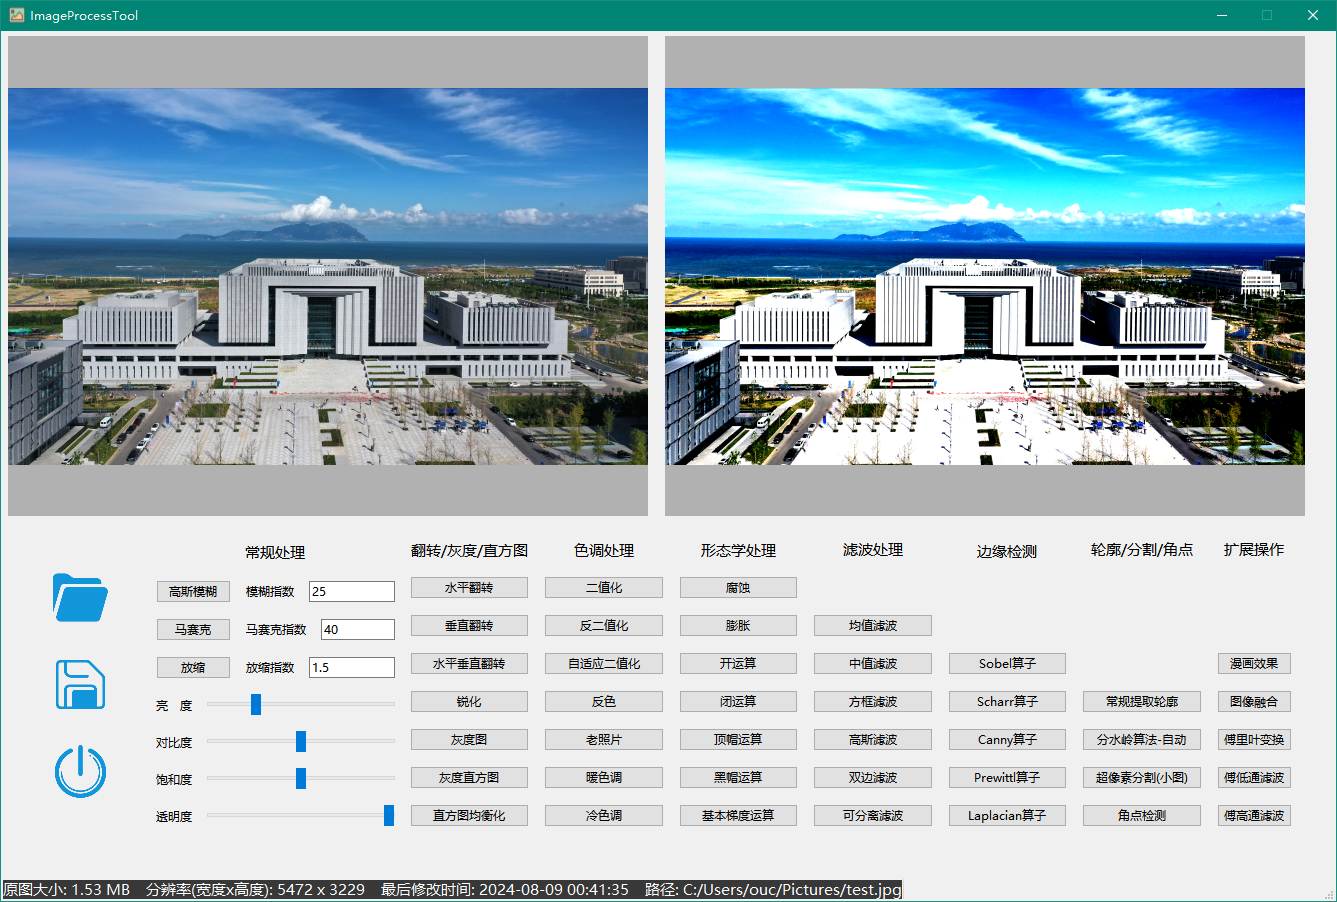 ImageProcessTool
常规处理
翻转/灰度/直方图
色调处理
形态学处理
滤波处理
边缘检测
轮廓/分割/角点
扩展操作
高斯模糊 模糊指数 25
水平翻转 二值化 腐蚀
马赛克 马赛克指数 40
垂直翻转 反二值化 膨胀 均值滤波
放缩 放缩指数 1.5
水平垂直翻转 自适应二值化 开运算 中值滤波 Sobel算子 漫画效果
亮 度
锐化 反色 闭运算 方框滤波 Scharr算子 常规提取轮廓 图像融合
对比度
灰度图 老照片 顶帽运算 高斯滤波 Canny算子 分水岭算法-自动 傅里叶变换
饱和度
灰度直方图 暖色调 黑帽运算 双边滤波 Prewittl算子 超像素分割(小图) 傅低通滤波
透明度
直方图均衡化 冷色调 基本梯度运算 可分离滤波 Laplacian算子 角点检测 傅高通滤波
原图大小: 1.53 MB 分辨率(宽度x高度): 5472 x 3229 最后修改时间: 2024-08-09 00:41:35 路径: C:/Users/ouc/Pictures/test.jpg